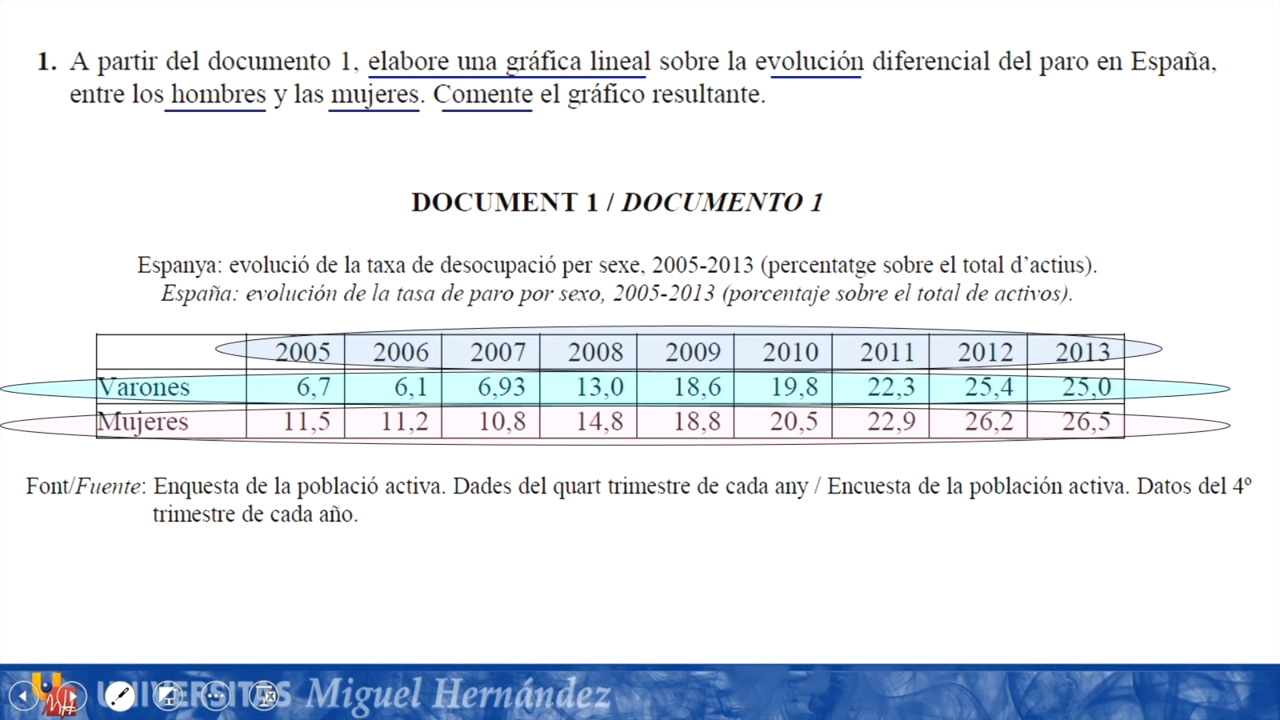 1. A partir del documento 1, elabore una gráfica lineal sobre la evolución diferencial del paro en España,
entre los hombres y las mujeres. Comente el gráfico resultante.
DOCUMENT 1 / DOCUMENTO 1
Espanya: evolució de la taxa de desocupació per sexe, 2005-2013 (percentatge sobre el total d'actius).
España: evolución de la tasa de paro por sexo, 2005-2013 (porcentaje sobre el total de activos).
2005 2006 2007 2008 2009 2010 2011 2012 2013
Varones 6,7 6,1 6,93 13,0 18,6 19,8 22,3 25,4 25,0
Mujeres 11,5 11,2 10,8 14,8 18,8 20,5 22,9 26,2 26,5
Font/Fuente: Enquesta de la població activa. Dades del quart trimestre de cada any / Encuesta de la población activa. Datos del 4º
trimestre de cada año.
UNIVERSITAS Miguel Hernández